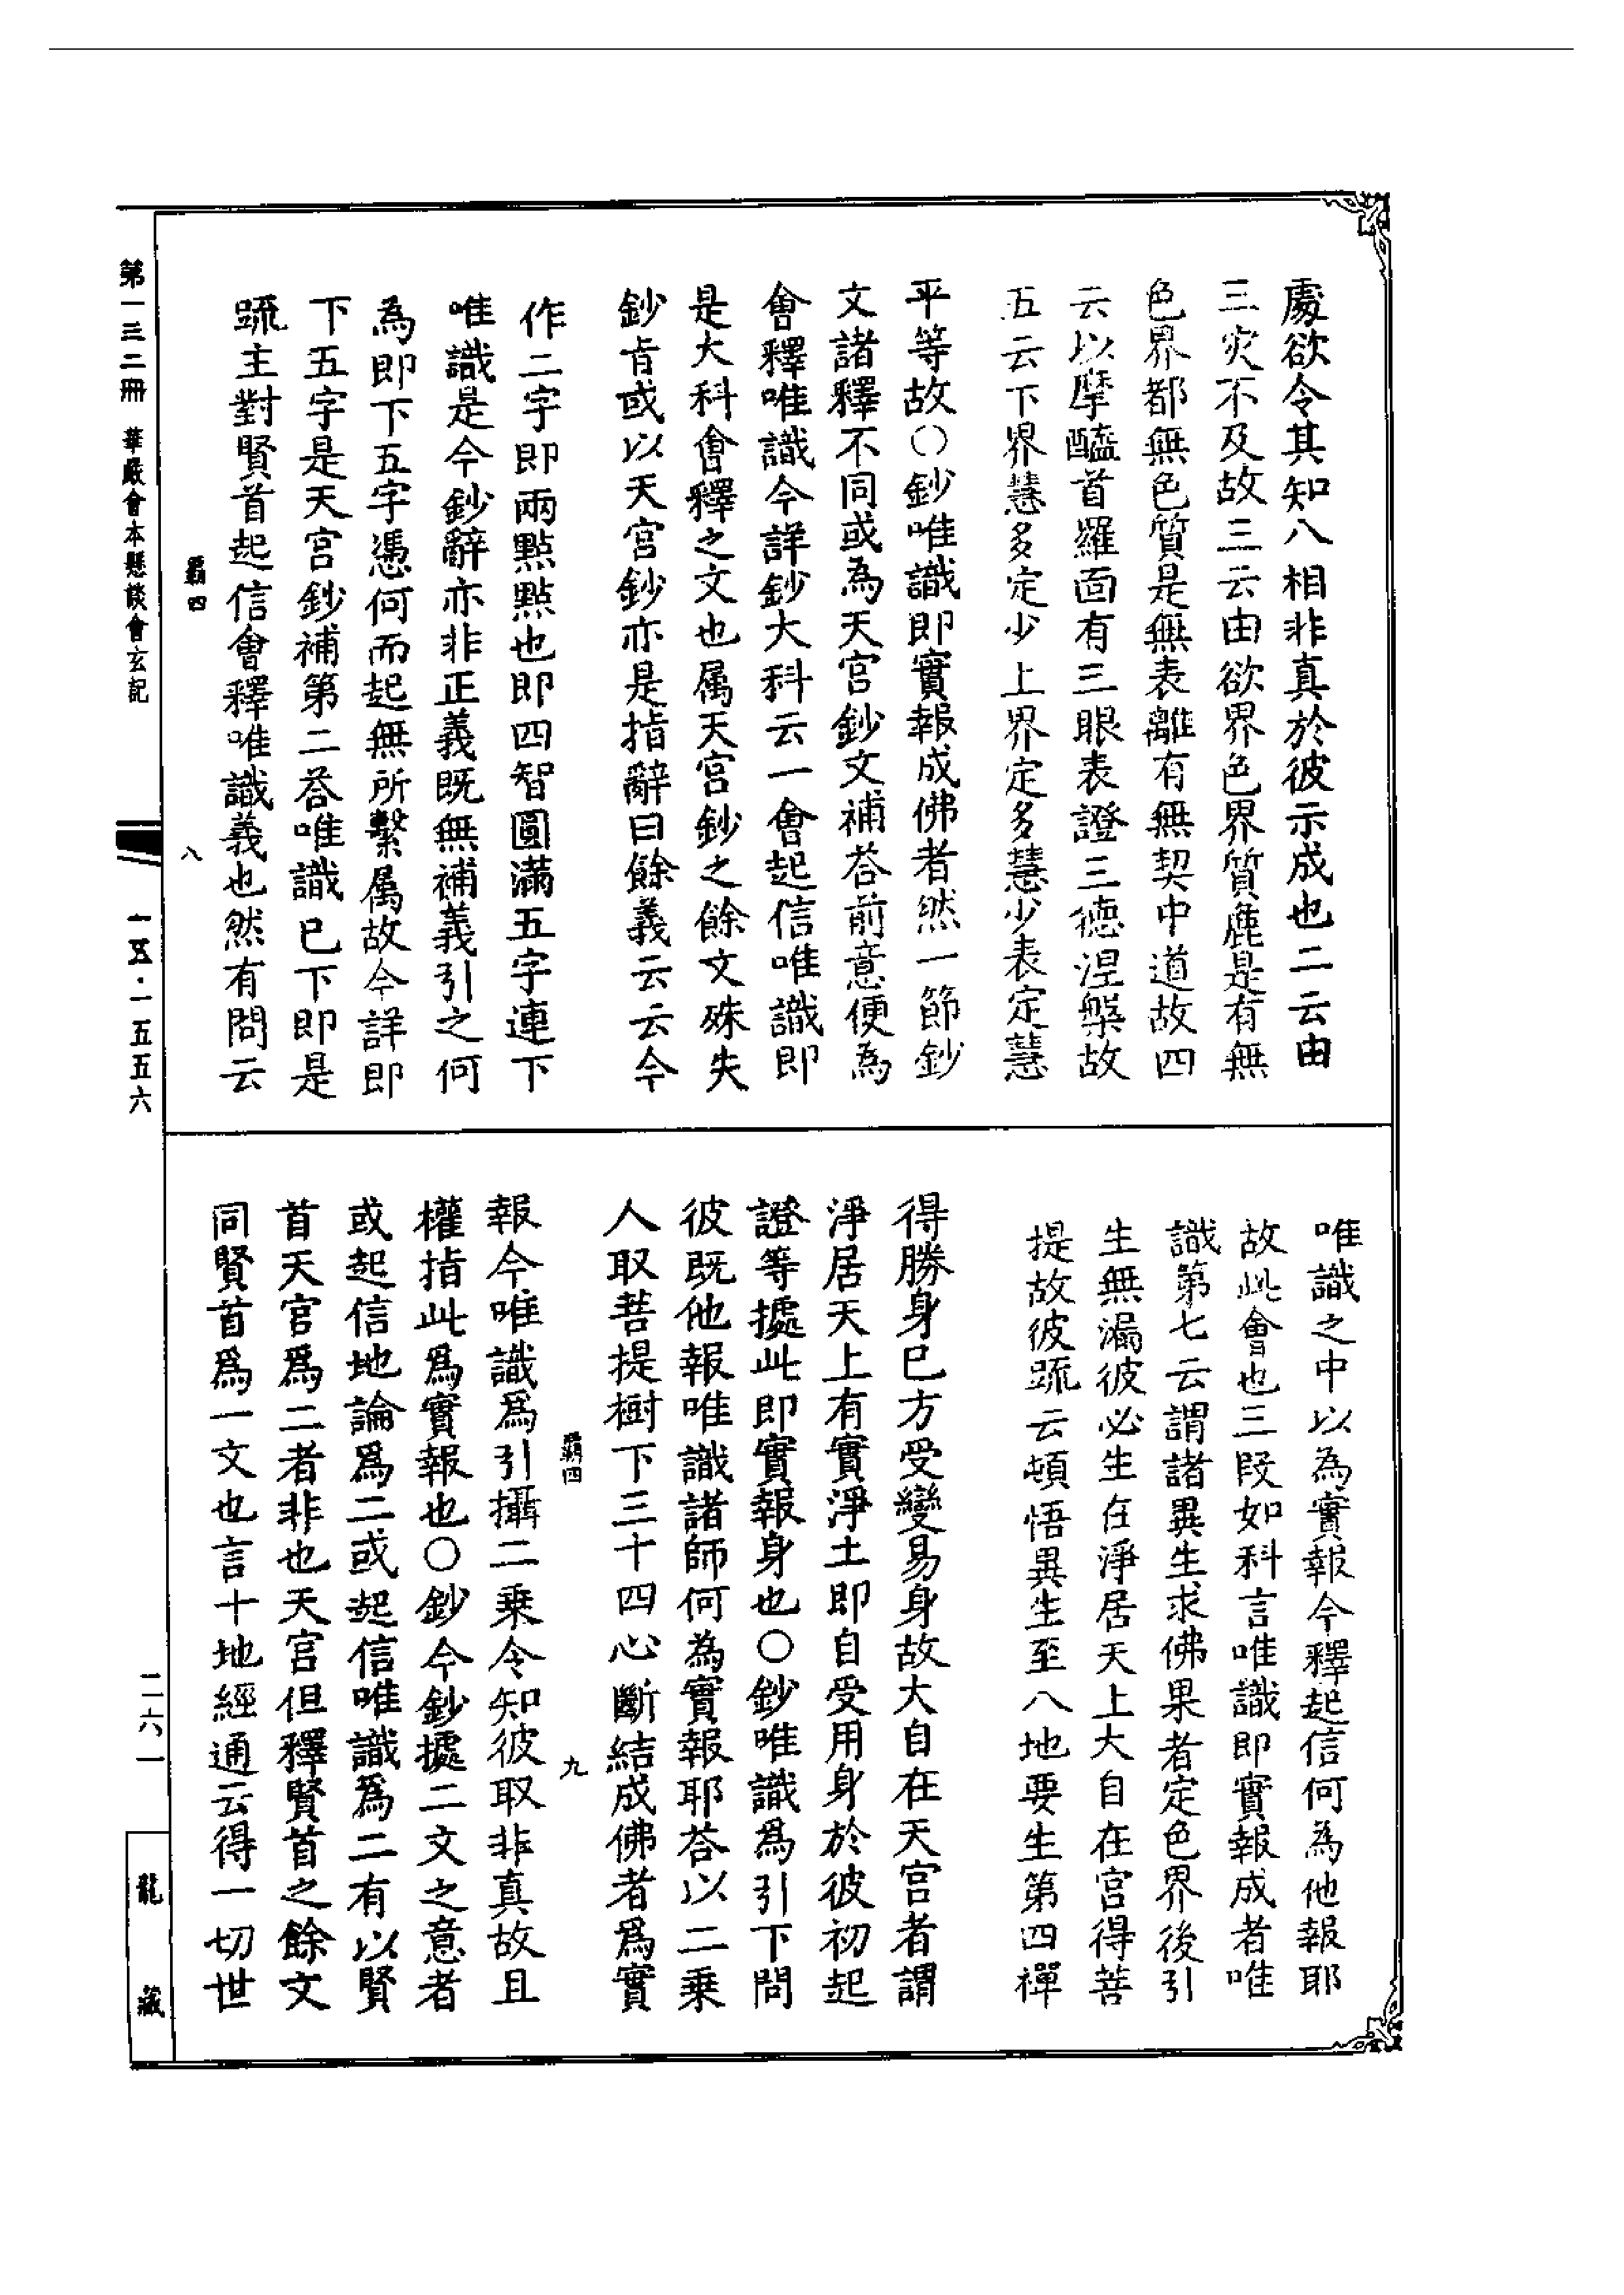 處欲令其知八相非真於彼示成也二云由
三灾不及故三云由欲界色界質麁是有無
色界都無色質是無表離有無契中道故四
云以摩醯首羅面有三眼表證三德涅槃故
五云下界慧多定少上界定多慧少表定慧
平等故○鈔唯識即實報成佛者然一節鈔
文諸釋不同或為天宮鈔文補荅前意便為
會釋唯識今詳鈔大科云一會起信唯識即
是大科會釋之文也属天宮鈔之餘文殊失
鈔旨或以天宮鈔亦是指辭曰餘義云云今
作二字即兩點點也即四智圓滿五字連下
唯識是今鈔辭亦非正義既無補義引之何
為即下五字憑何而起無所繫属故今詳即
下五字是天宮鈔補第二荅唯識已下即是
䟽主對賢首起信會釋唯識義也然有問云
覇四
八
唯識之中以為實報今釋起信何為他報耶
故此會也三叚如科言唯識即實報成者唯
識第七云謂諸異生求佛果者定色界後引
生無漏彼必生在淨居天上大自在宮得菩
提故彼䟽云頓悟異生至八地要生第四禪
得勝身巳方受變易身故大自在天宮者謂
淨居天上有實淨土即自受用身於彼初起
證等據此即實報身也○鈔唯識爲引下問
彼既他報唯識諸師何為實報耶荅以二乗
人取菩提樹下三十四心斷結成佛者爲實
覇四
九
報今唯識爲引攝二乗令知彼取非真故且
權指此爲實報也○鈔今鈔據二文之意者
或起信地論爲二或起信唯識為二有以賢
首天宮爲二者非也天宮但釋賢首之餘文
同賢首爲一文也言十地經通云得一切世
第一三二冊 華嚴會本懸談會玄記
一五·一五五六
二六一
龍藏